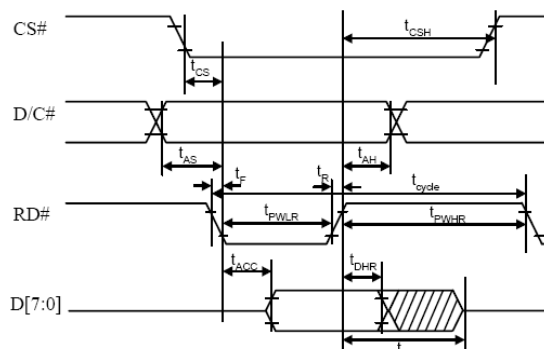 CS#
tCSH
tCS
D/C#
tAS
tF
tR
tAH
tcycle
RD#
tPWLR
tPWHR
tACC
tDHR
D[7:0]
t